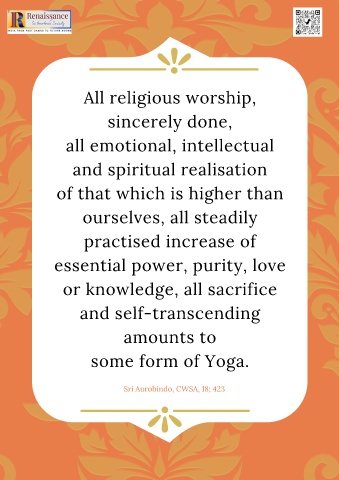 Renaissance
All religious worship,
sincerely done,
all emotional, intellectual
and spiritual realisation
of that which is higher than
ourselves, all steadily
practised increase of
essential power, purity, love
or knowledge, all sacrifice
and self-transcending
amounts to
some form of Yoga.
Sri Aurobindo, CWSA, 18; 423